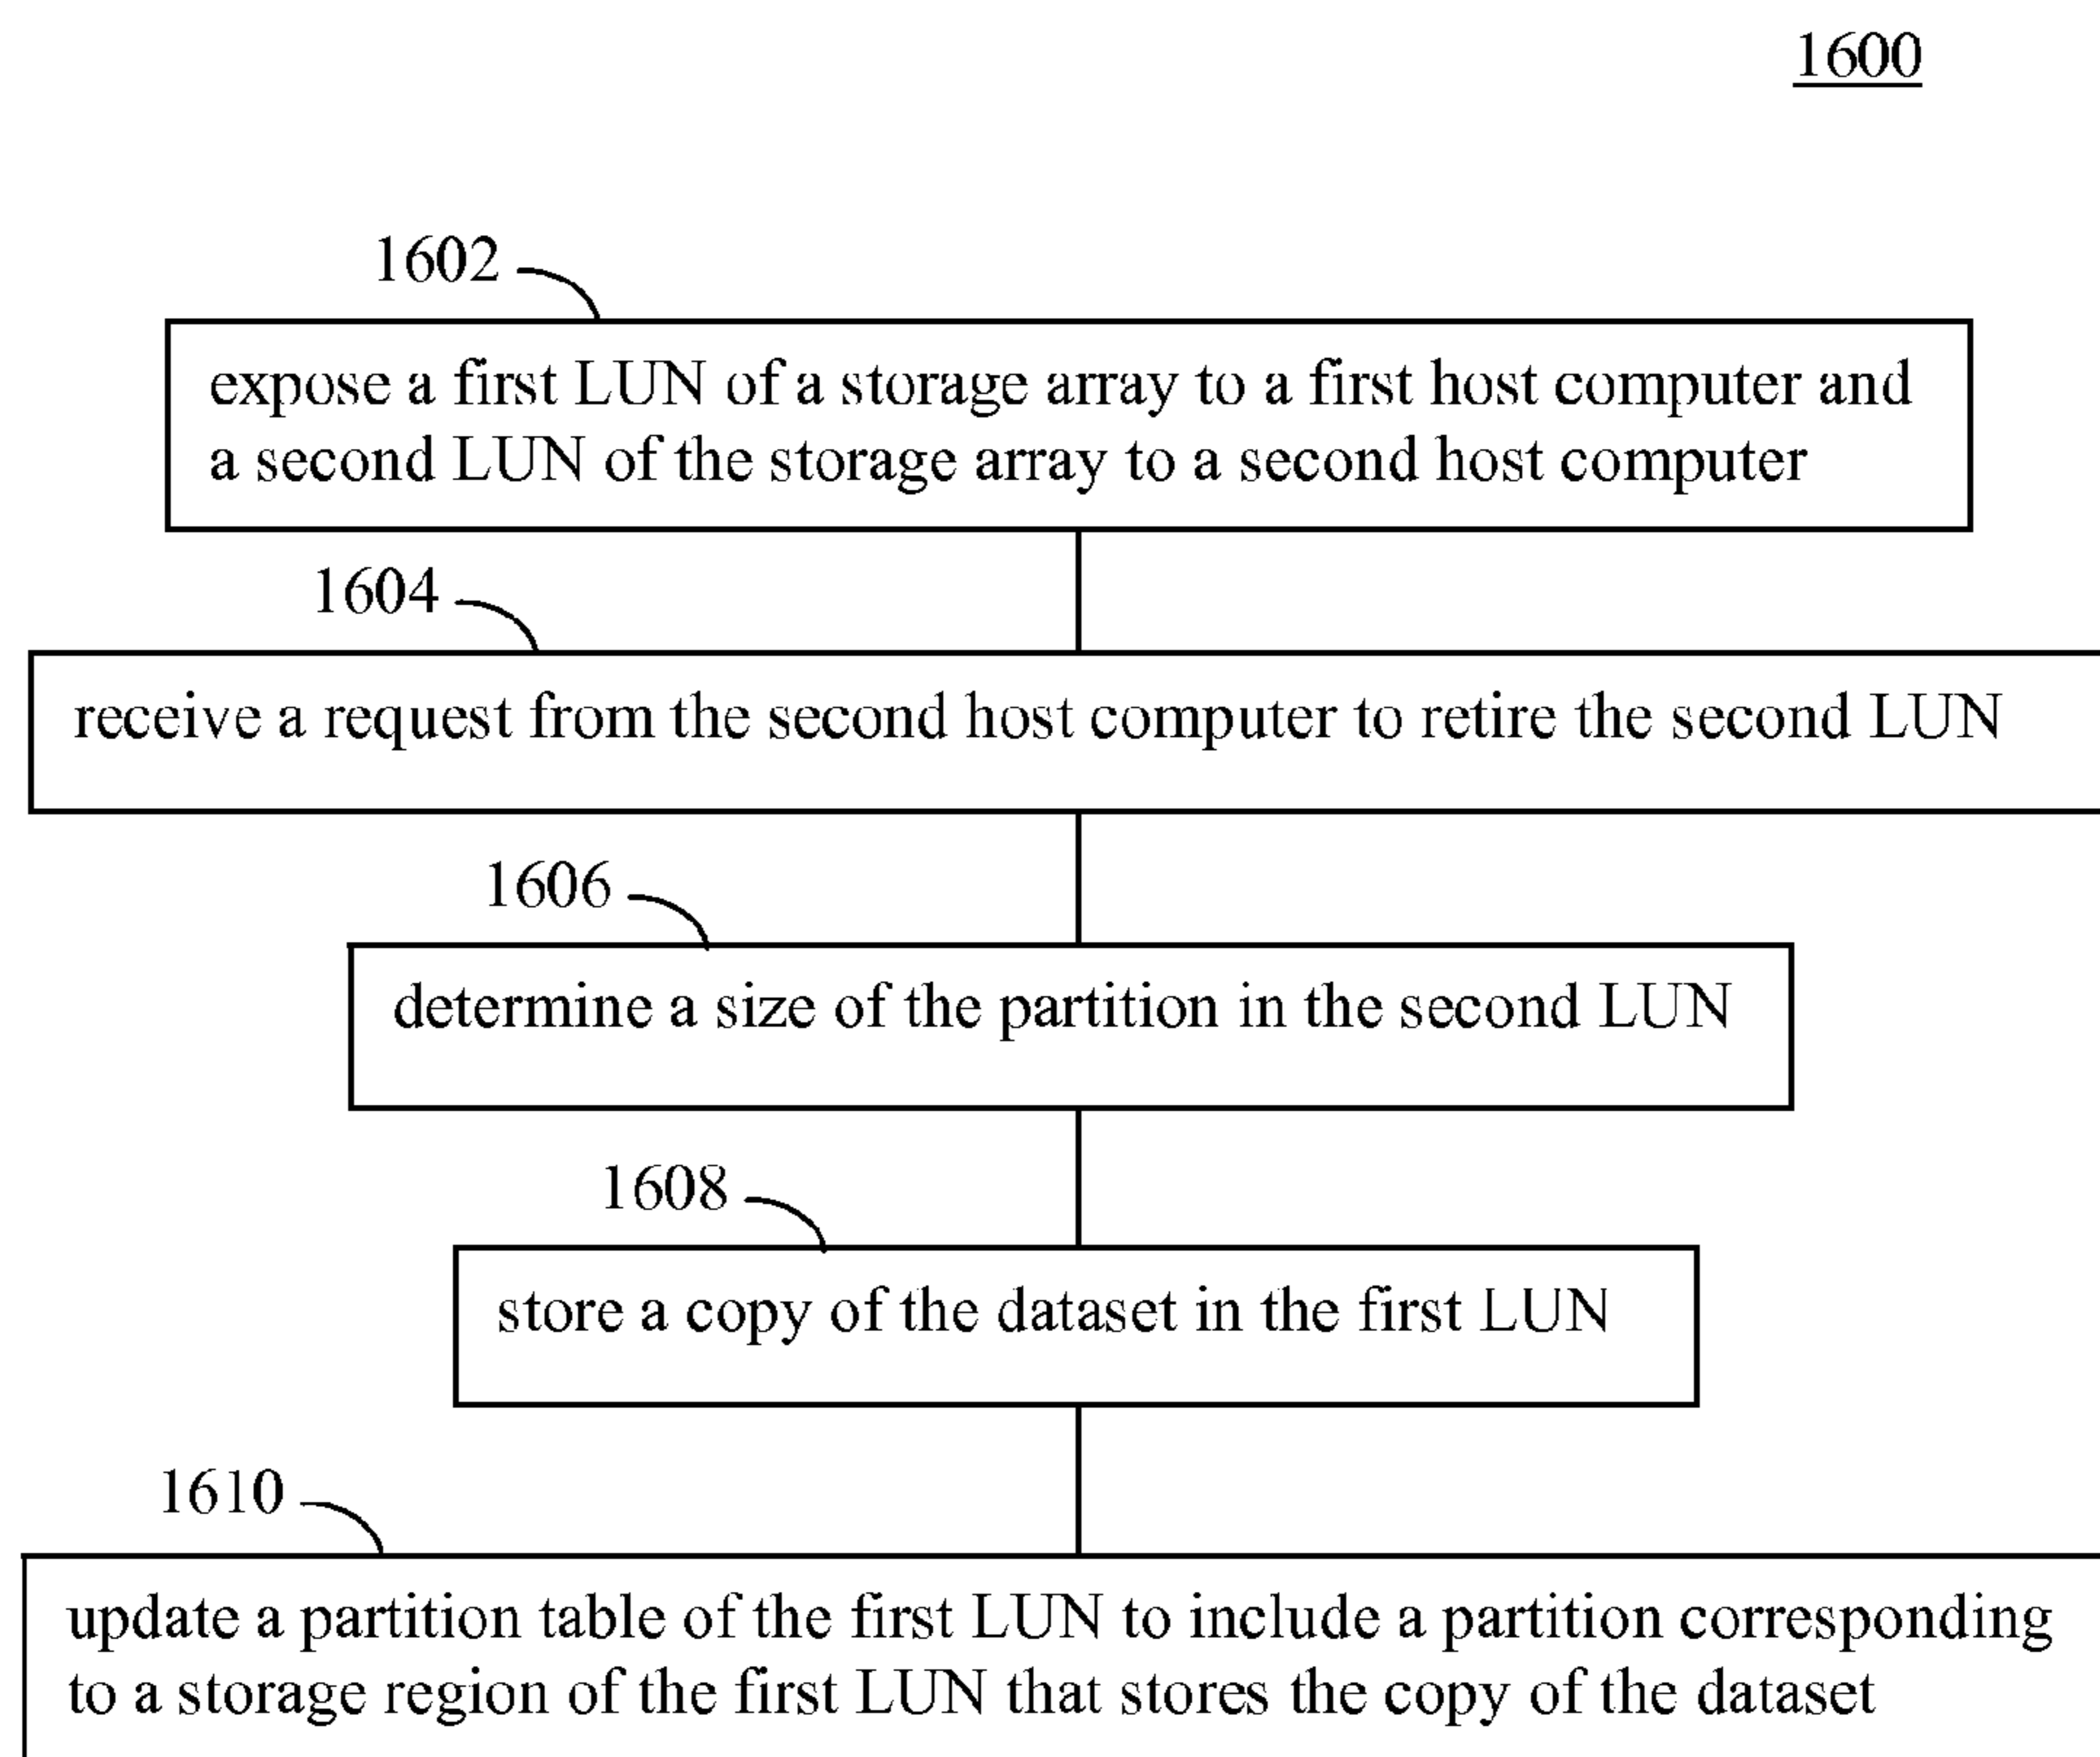 1600
1602
expose a first LUN of a storage array to a first host computer and
a second LUN of the storage array to a second host computer
1604
receive a request from the second host computer to retire the second LUN
1606
determine a size of the partition in the second LUN
1608
store a copy of the dataset in the first LUN
1610
update a partition table of the first LUN to include a partition corresponding
to a storage region of the first LUN that stores the copy of the dataset